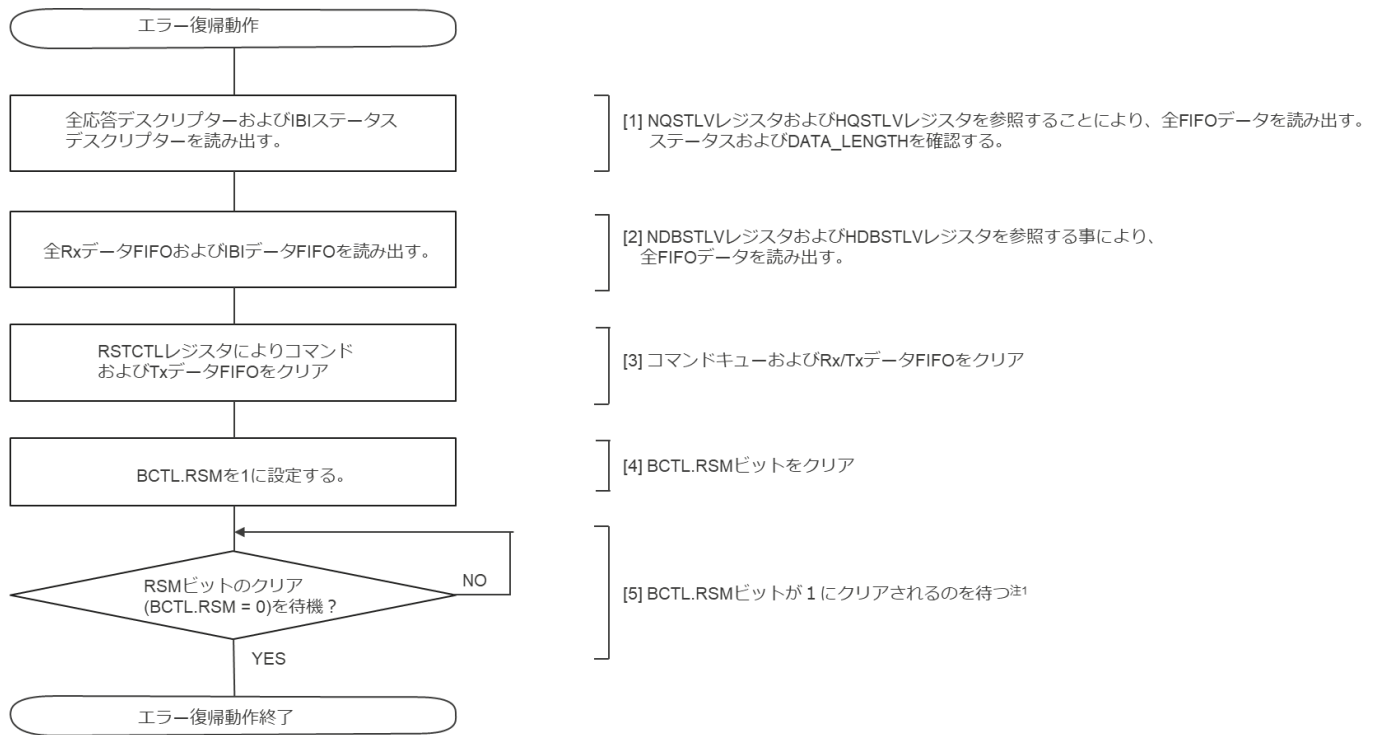 エラー復帰動作
全応答デスクリプターおよびIBIステータス
デスクリプターを読み出す。
[1] NQSTLVレジスタおよびHQSTLVレジスタを参照することにより、全FIFOデータを読み出す。
ステータスおよびDATA_LENGTHを確認する。
全RxデータFIFOおよびIBIデータFIFOを読み出す。
[2] NDBSTLVレジスタおよびHDBSTLVレジスタを参照する事により、
全FIFOデータを読み出す。
RSTCTLレジスタによりコマンド
およびTxデータFIFOをクリア
[3] コマンドキューおよびRx/TxデータFIFOをクリア
BCTL.RSMを1に設定する。
[4] BCTL.RSMビットをクリア
RSMビットのクリア
(BCTL.RSM = 0)を待機？
NO
[5] BCTL.RSMビットが１にクリアされるのを待つ注1
YES
エラー復帰動作終了